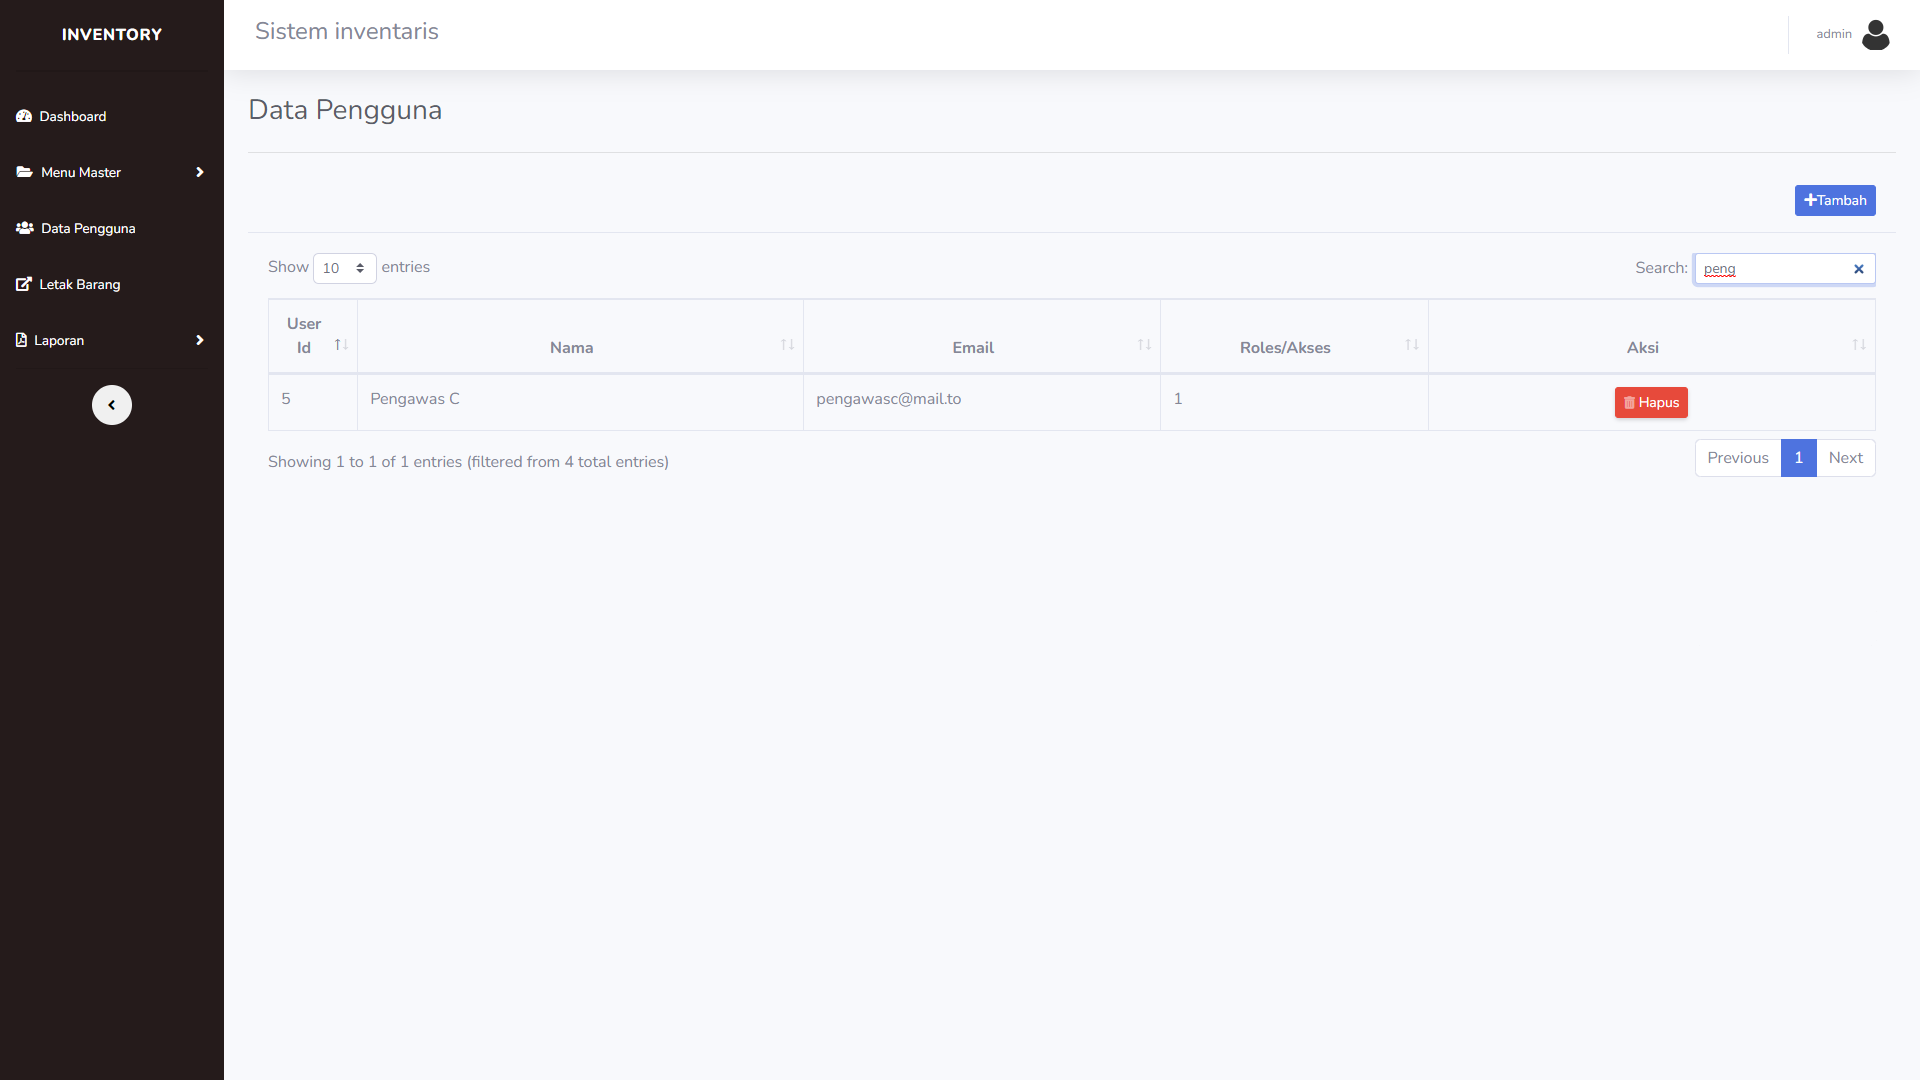 INVENTORY
Sistem inventaris
admin
Dashboard
Menu Master
Data Pengguna
Letak Barang
Laporan
Data Pengguna
Tambah
Show 10 entries
Search: peng
User Id
Nama
Email
Roles/Akses
Aksi
5
Pengawas C
pengawasc@mail.to
1
Hapus
Showing 1 to 1 of 1 entries (filtered from 4 total entries)
Previous 1 Next